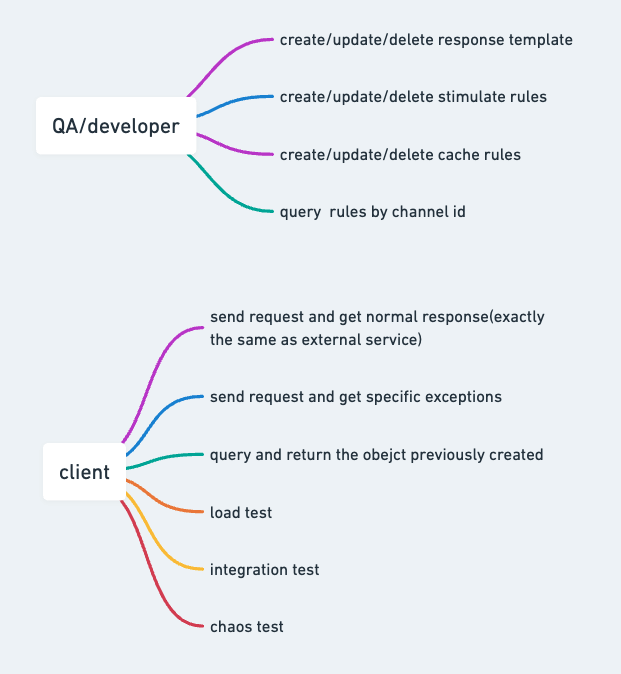 create/update/delete response template
create/update/delete stimulate rules
QA/developer
create/update/delete cache rules
query rules by channel id
send request and get normal response(exactly
the same as external service)
send request and get specific exceptions
query and return the obejct previously created
client
load test
integration test
chaos test